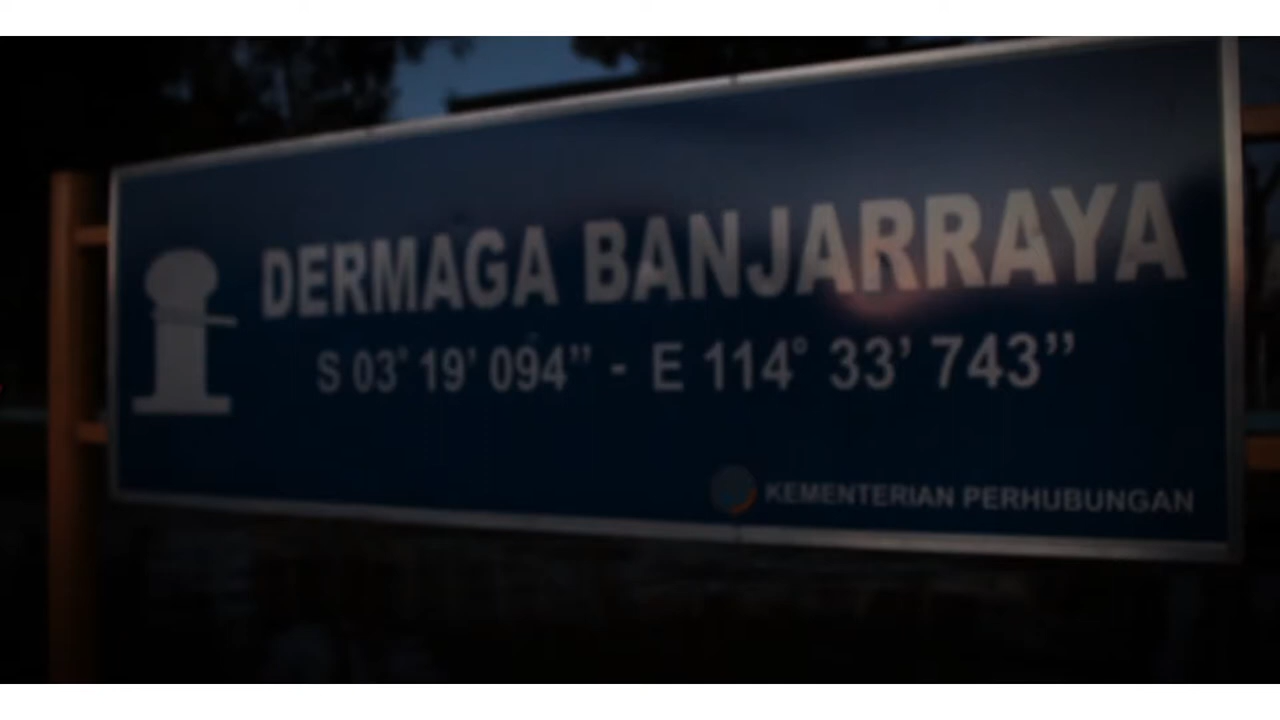 DERMAGA BANJARRAYA
S 03° 19' 094” - E 114° 33’ 743”
KEMENTERIAN PERHUBUNGAN